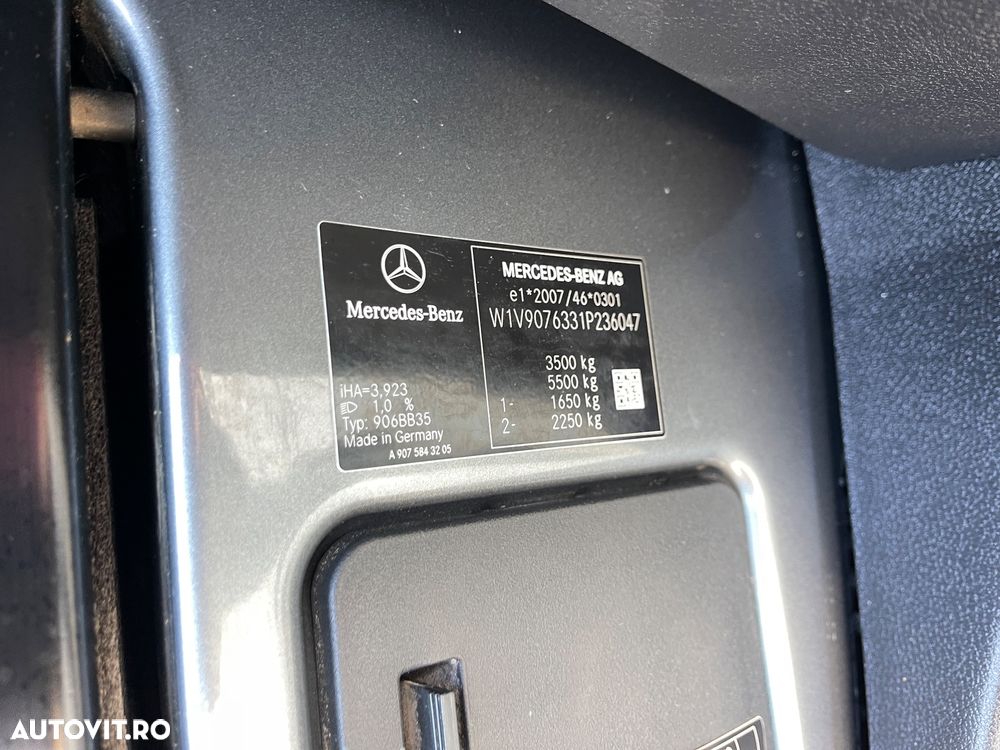 Mercedes-Benz
iHA=3,923
1,0 %
Typ: 906BB35
Made in Germany
A 907 584 32 05
MERCEDES-BENZ AG
e1*2007/46*0301
W1V9076331P236047
3500 kg
5500 kg
1- 1650 kg
2- 2250 kg
AUTOVIT.RO